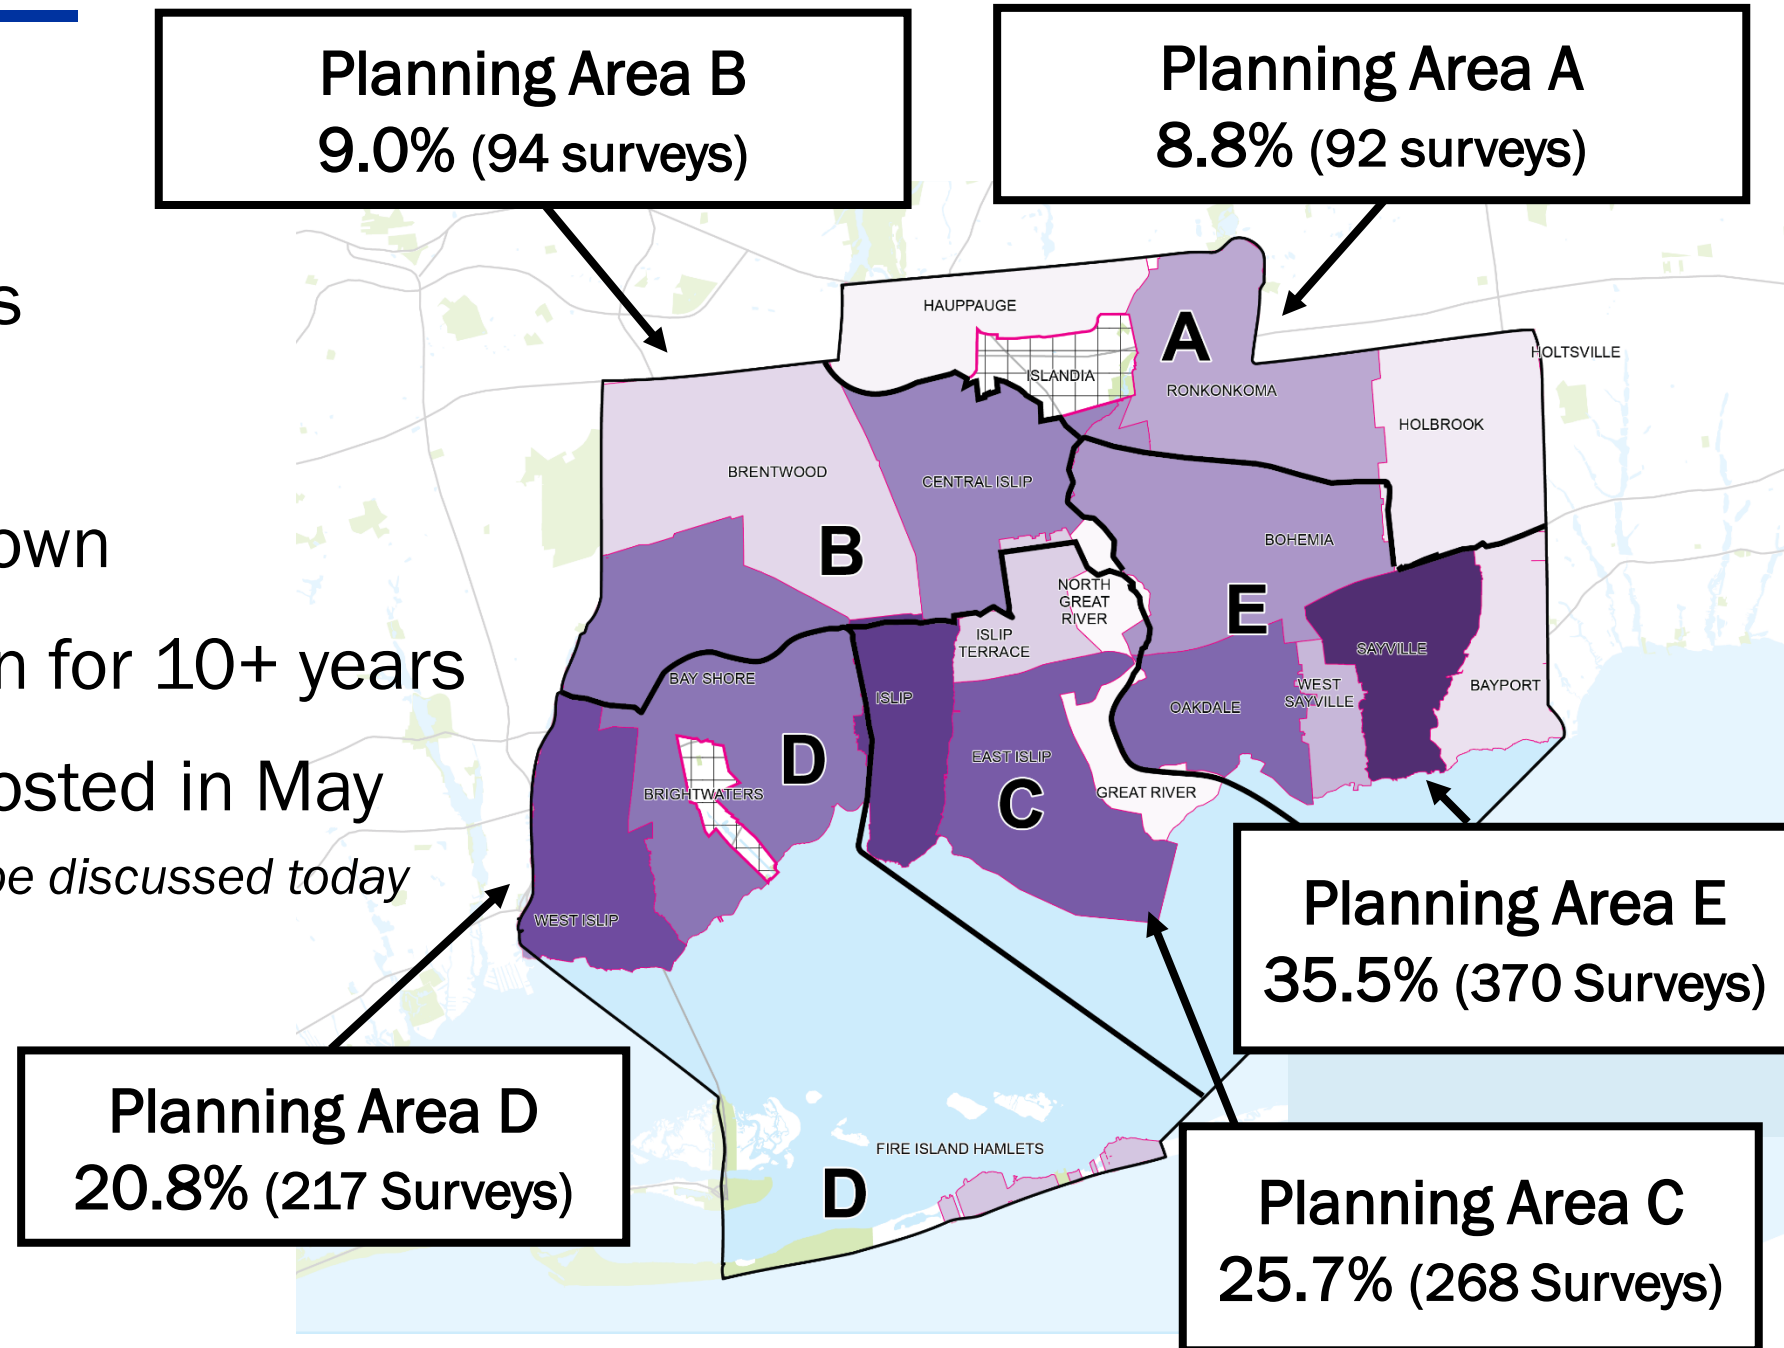 Planning Area B
9.0% (94 surveys)
Planning Area A
8.8% (92 surveys)
s
own
n for 10+ years
osted in May
be discussed today
HAUPPAUGE
A
ISLANDIA
RONKONKOMA
HOLTSVILLE
HOLBROOK
BRENTWOOD
CENTRAL ISLIP
B
BOHEMIA
NORTH
GREAT
RIVER
E
ISLIP
TERRACE
SAYVILLE
BAY SHORE
ISLIP
WEST
SAYVILLE
BAYPORT
OAKDALE
EAST ISLIP
D
BRIGHTWATERS
C
GREAT RIVER
WEST ISLIP
Planning Area E
35.5% (370 Surveys)
Planning Area D
20.8% (217 Surveys)
FIRE ISLAND HAMLETS
D
Planning Area C
25.7% (268 Surveys)